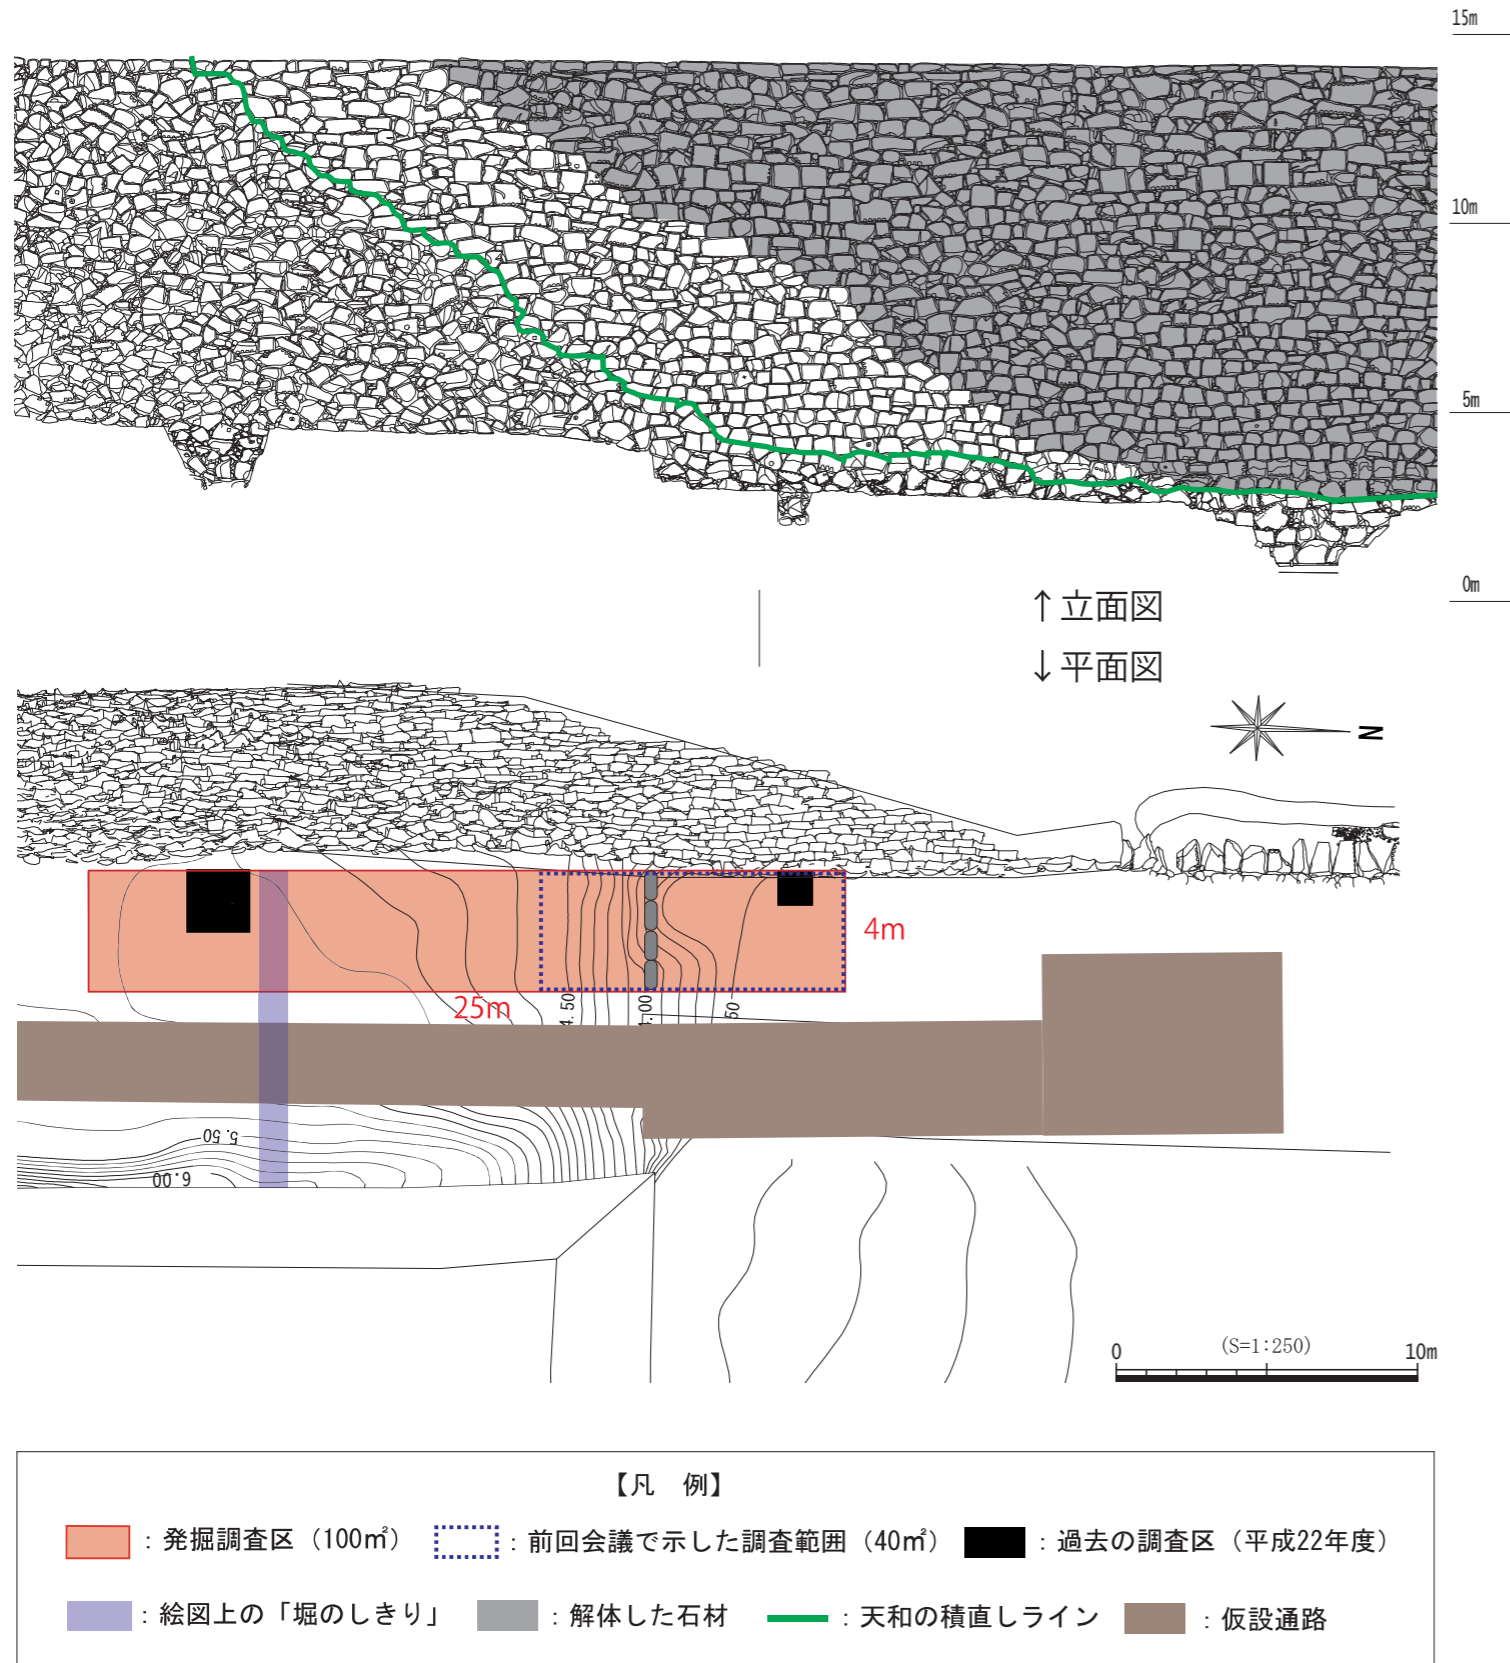 15m
10m
5m
0m
↑立面図
↓平面図
N
4m
25m
4.50
4.00
50
5.50
6.00
0 (S=1:250) 10m
【凡 例】
：発掘調査区（100㎡） ：前回会議で示した調査範囲（40㎡） ：過去の調査区（平成22年度）
：絵図上の「堀のしきり」 ：解体した石材 ：天和の積直しライン ：仮設通路